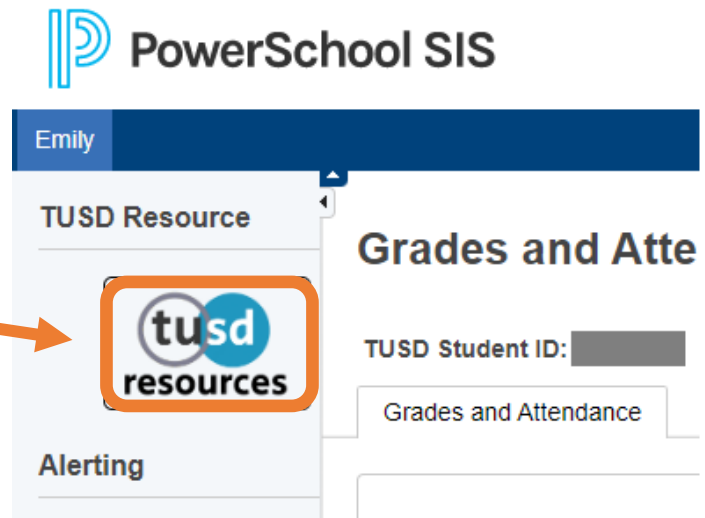 PowerSchool SIS
Emily
TUSD Resource
tusd
resources
Alerting
Grades and Atte
TUSD Student ID:
Grades and Attendance